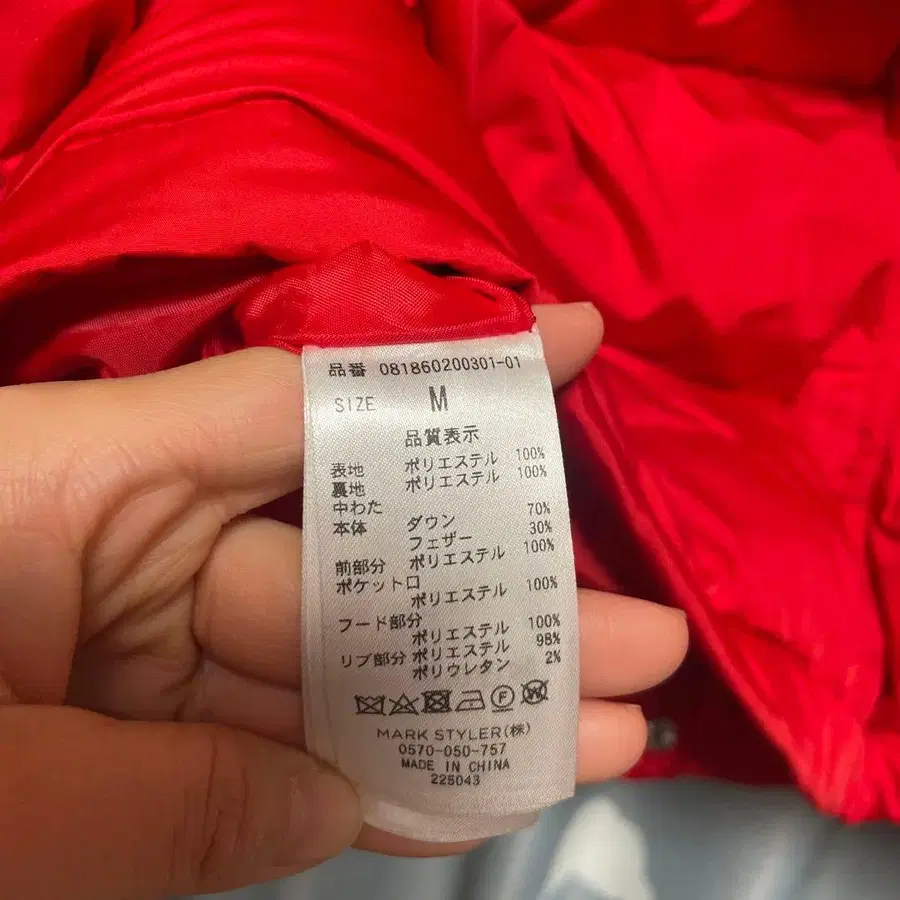 品番 081860200301-01
SIZE M
品質表示
表地 ポリエステル 100%
裏地 ポリエステル 100%
中わた
本体 ダウン 70%
フェザー 30%
前部分 ポリエステル 100%
ポケット口
ポリエステル 100%
フード部分
ポリエステル 100%
リブ部分 ポリエステル 98%
ポリウレタン 2%
F W
MARK STYLER(株)
0570-050-757
MADE IN CHINA
225043